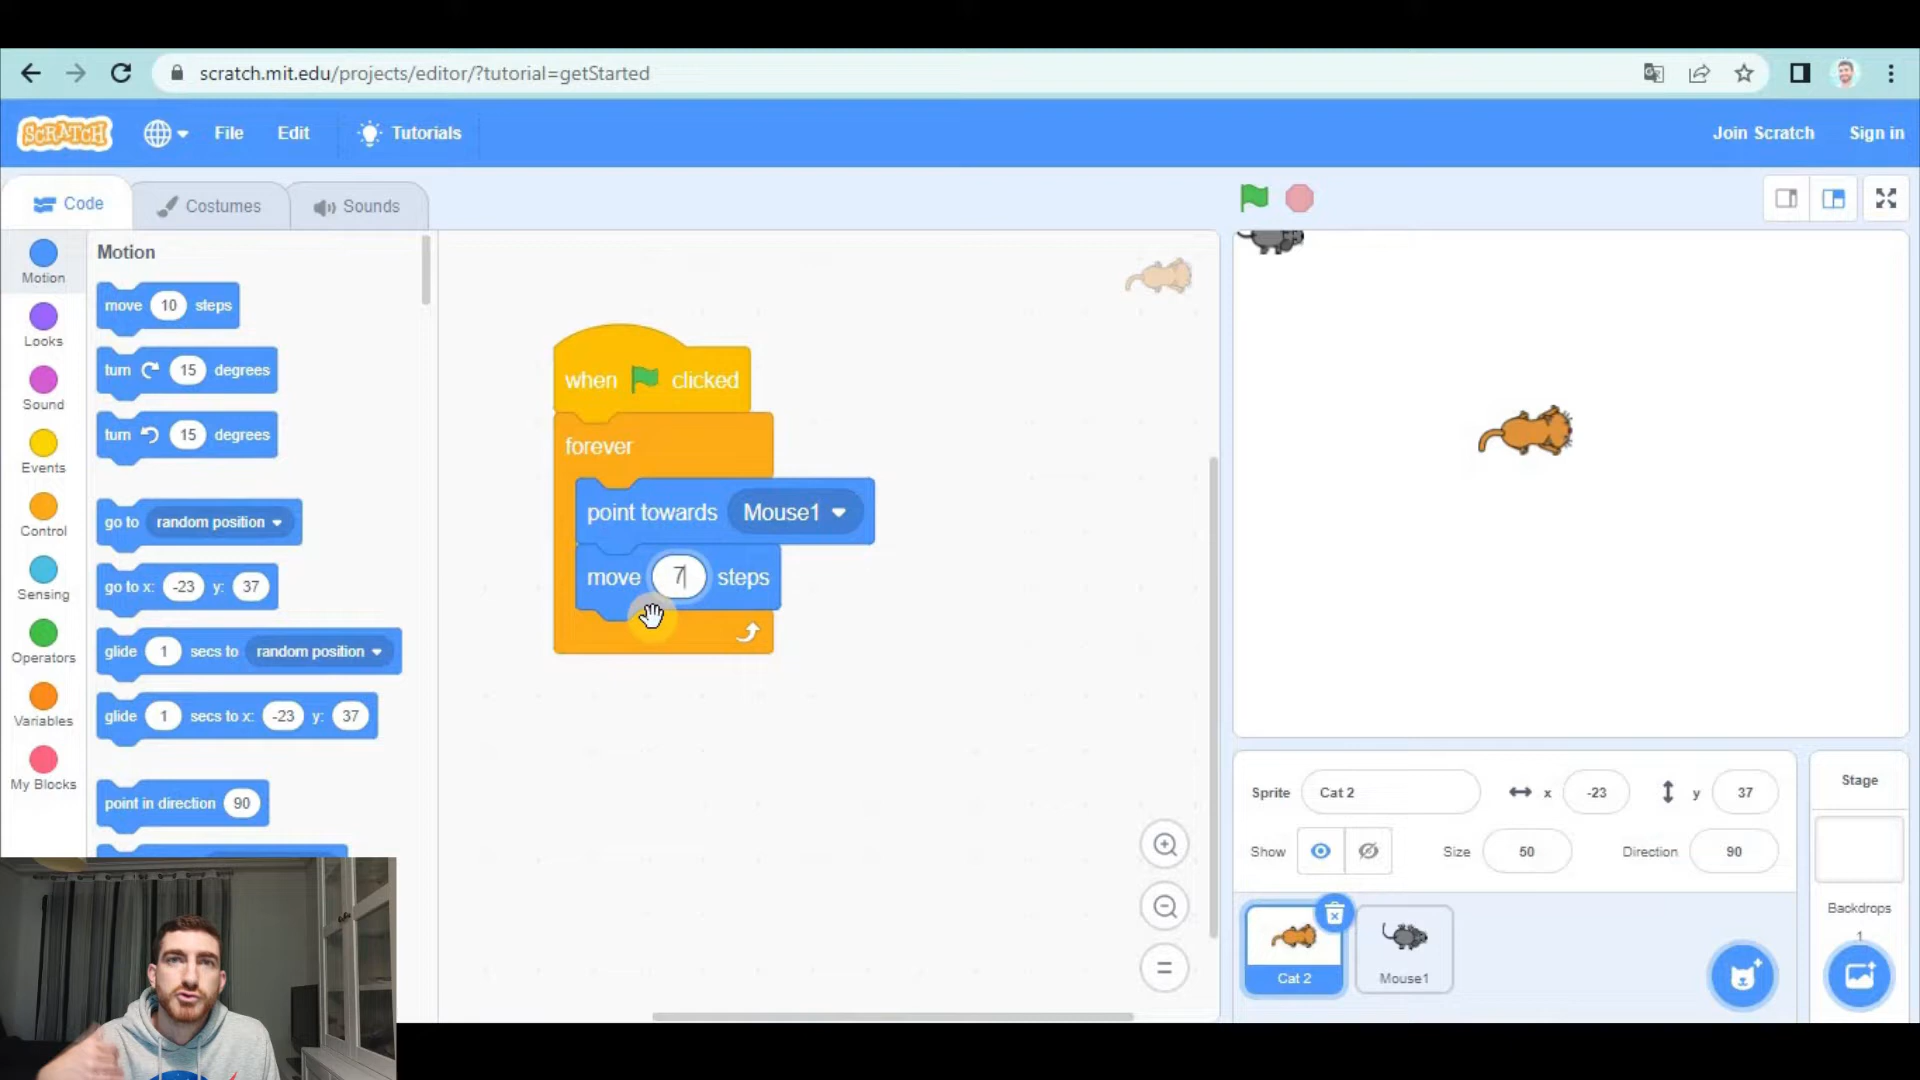 scratch.mit.edu/projects/editor/?tutorial=getStarted
SCRATCH
File
Edit
Tutorials
Join Scratch
Sign in
Code
Costumes
Sounds
Motion
Looks
Sound
Events
Control
Sensing
Operators
Variables
My Blocks
Motion
move 10 steps
turn 15 degrees
turn 15 degrees
go to random position
go to x: -23 y: 37
glide 1 secs to random position
glide 1 secs to x: -23 y: 37
point in direction 90
when clicked
forever
point towards Mouse1
move 7 steps
Sprite Cat 2 x -23 y 37
Show Size 50 Direction 90
Cat 2
Mouse1
Stage
Backdrops
1